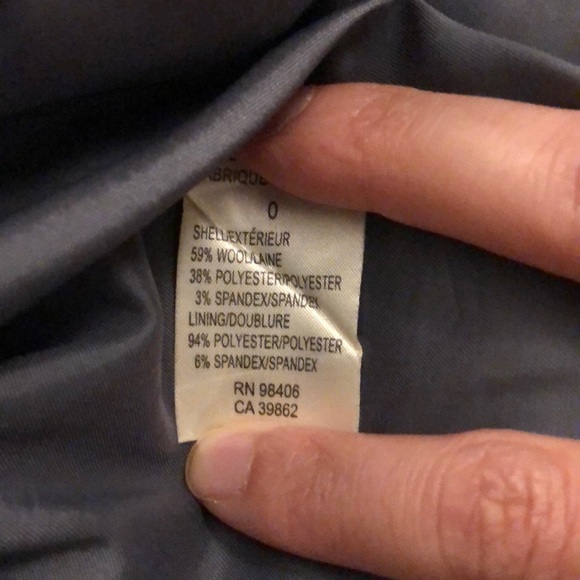 0
SHELL/EXTÉRIEUR
59% WOOL/LAINE
38% POLYESTER/POLYESTER
3% SPANDEX/SPANDEX
LINING/DOUBLURE
94% POLYESTER/POLYESTER
6% SPANDEX/SPANDEX
RN 98406
CA 39862